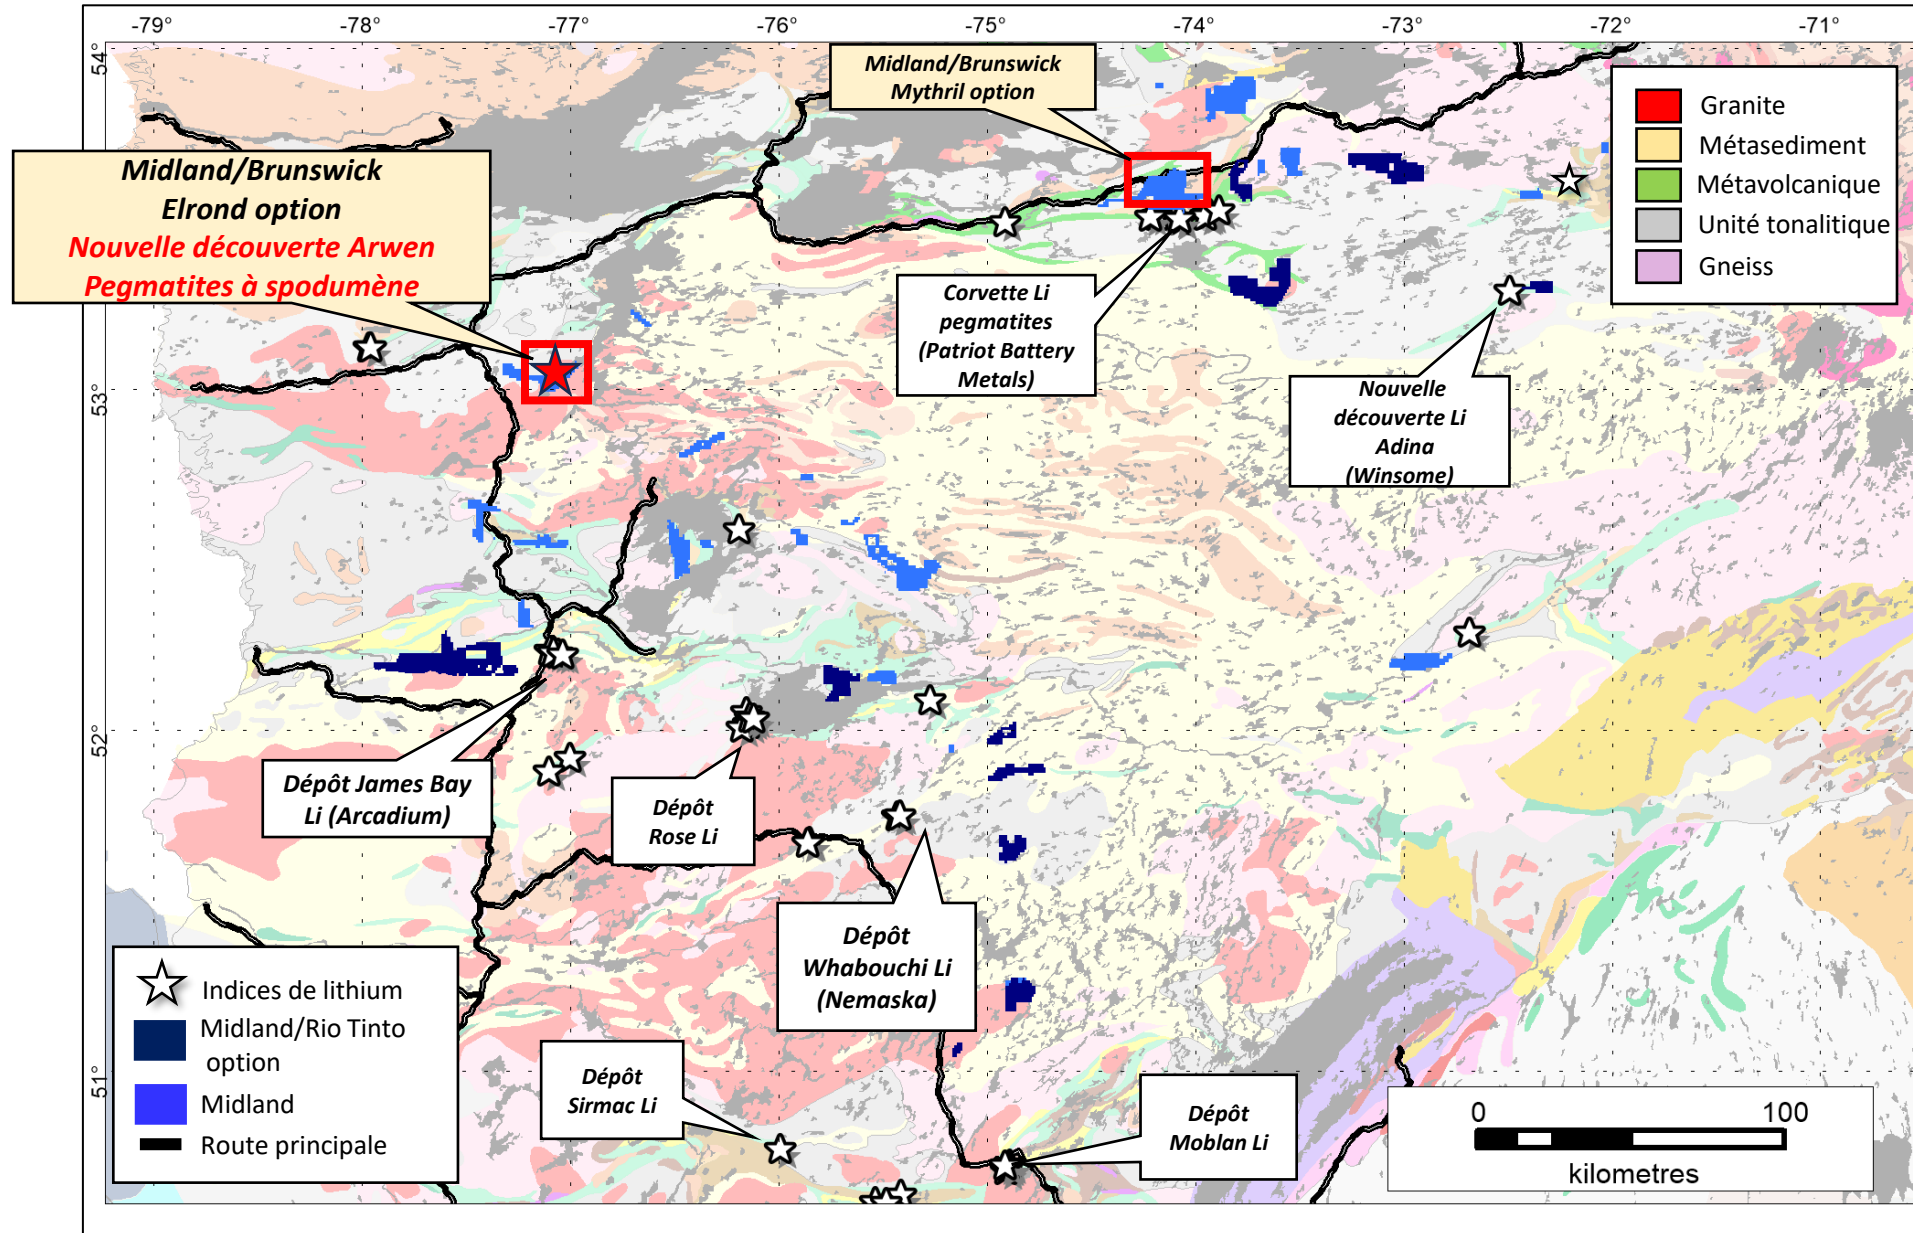 -79°
-78°
-77°
-76°
-75°
-74°
-73°
-72°
-71°
54°
53°
52°
51°
Midland/Brunswick
Mythril option
Midland/Brunswick
Elrond option
Nouvelle découverte Arwen
Pegmatites à spodumène
Granite
Métasediment
Métavolcanique
Unité tonalitique
Gneiss
Corvette Li
pegmatites
(Patriot Battery
Metals)
Nouvelle
découverte Li
Adina
(Winsome)
Dépôt James Bay
Li (Arcadium)
Dépôt
Rose Li
Dépôt
Whabouchi Li
(Nemaska)
Dépôt
Sirmac Li
Dépôt
Moblan Li
Indices de lithium
Midland/Rio Tinto
option
Midland
Route principale
0 100
kilometres